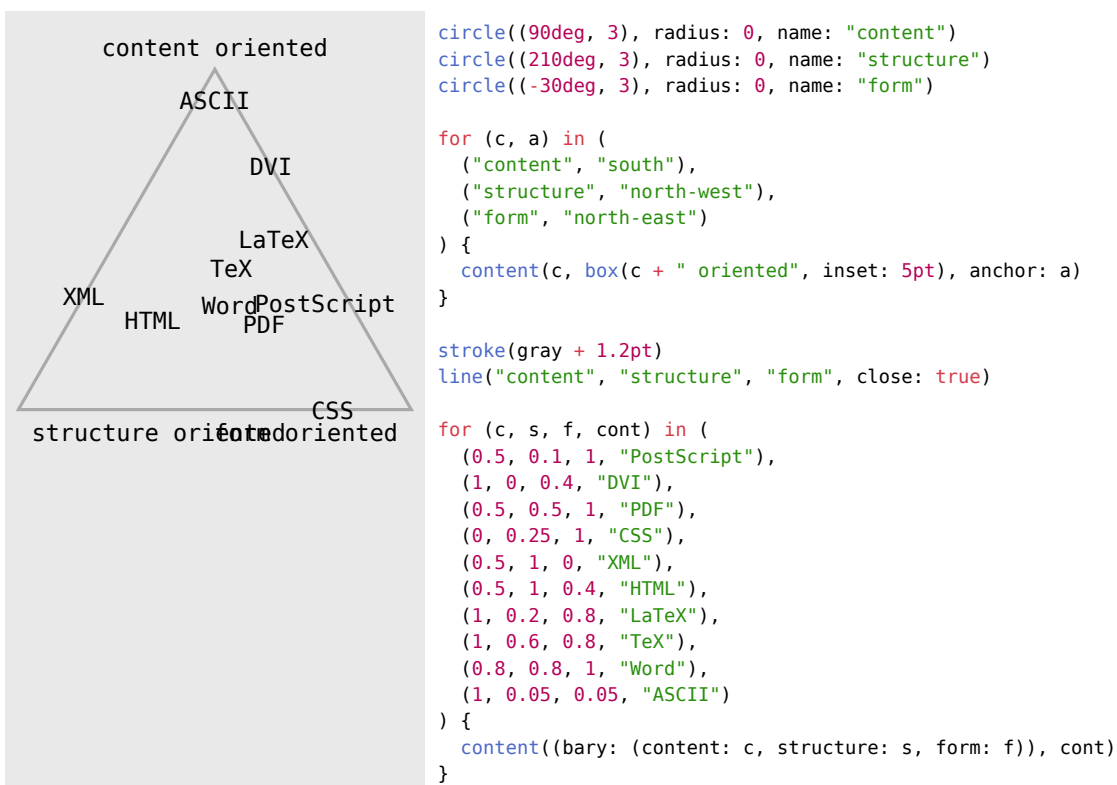 content oriented
ASCII
DVI
LaTeX
TeX
XML
WordPostScript
HTML
PDF
CSS
structure oriented
form oriented
circle((90deg, 3), radius: 0, name: "content")
circle((210deg, 3), radius: 0, name: "structure")
circle((-30deg, 3), radius: 0, name: "form")
for (c, a) in (
  ("content", "south"),
  ("structure", "north-west"),
  ("form", "north-east")
) {
  content(c, box(c + " oriented", inset: 5pt), anchor: a)
}
stroke(gray + 1.2pt)
line("content", "structure", "form", close: true)
for (c, s, f, cont) in (
  (0.5, 0.1, 1, "PostScript"),
  (1, 0, 0.4, "DVI"),
  (0.5, 0.5, 1, "PDF"),
  (0, 0.25, 1, "CSS"),
  (0.5, 1, 0, "XML"),
  (0.5, 1, 0.4, "HTML"),
  (1, 0.2, 0.8, "LaTeX"),
  (1, 0.6, 0.8, "TeX"),
  (0.8, 0.8, 1, "Word"),
  (1, 0.05, 0.05, "ASCII")
) {
  content((bary: (content: c, structure: s, form: f)), cont)
}